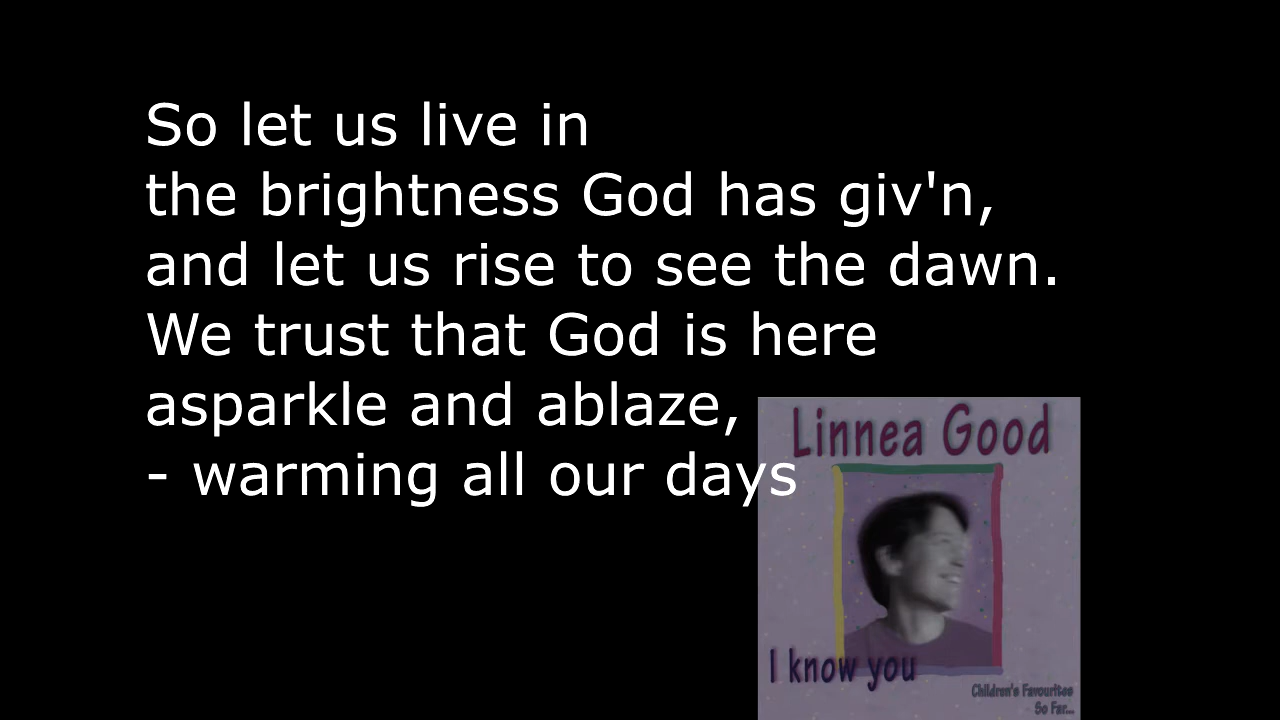 So let us live in
the brightness God has giv'n,
and let us rise to see the dawn.
We trust that God is here
asparkle and ablaze,
- warming all our days
Linnea Good
I know you
Children's Favourites
So Far...